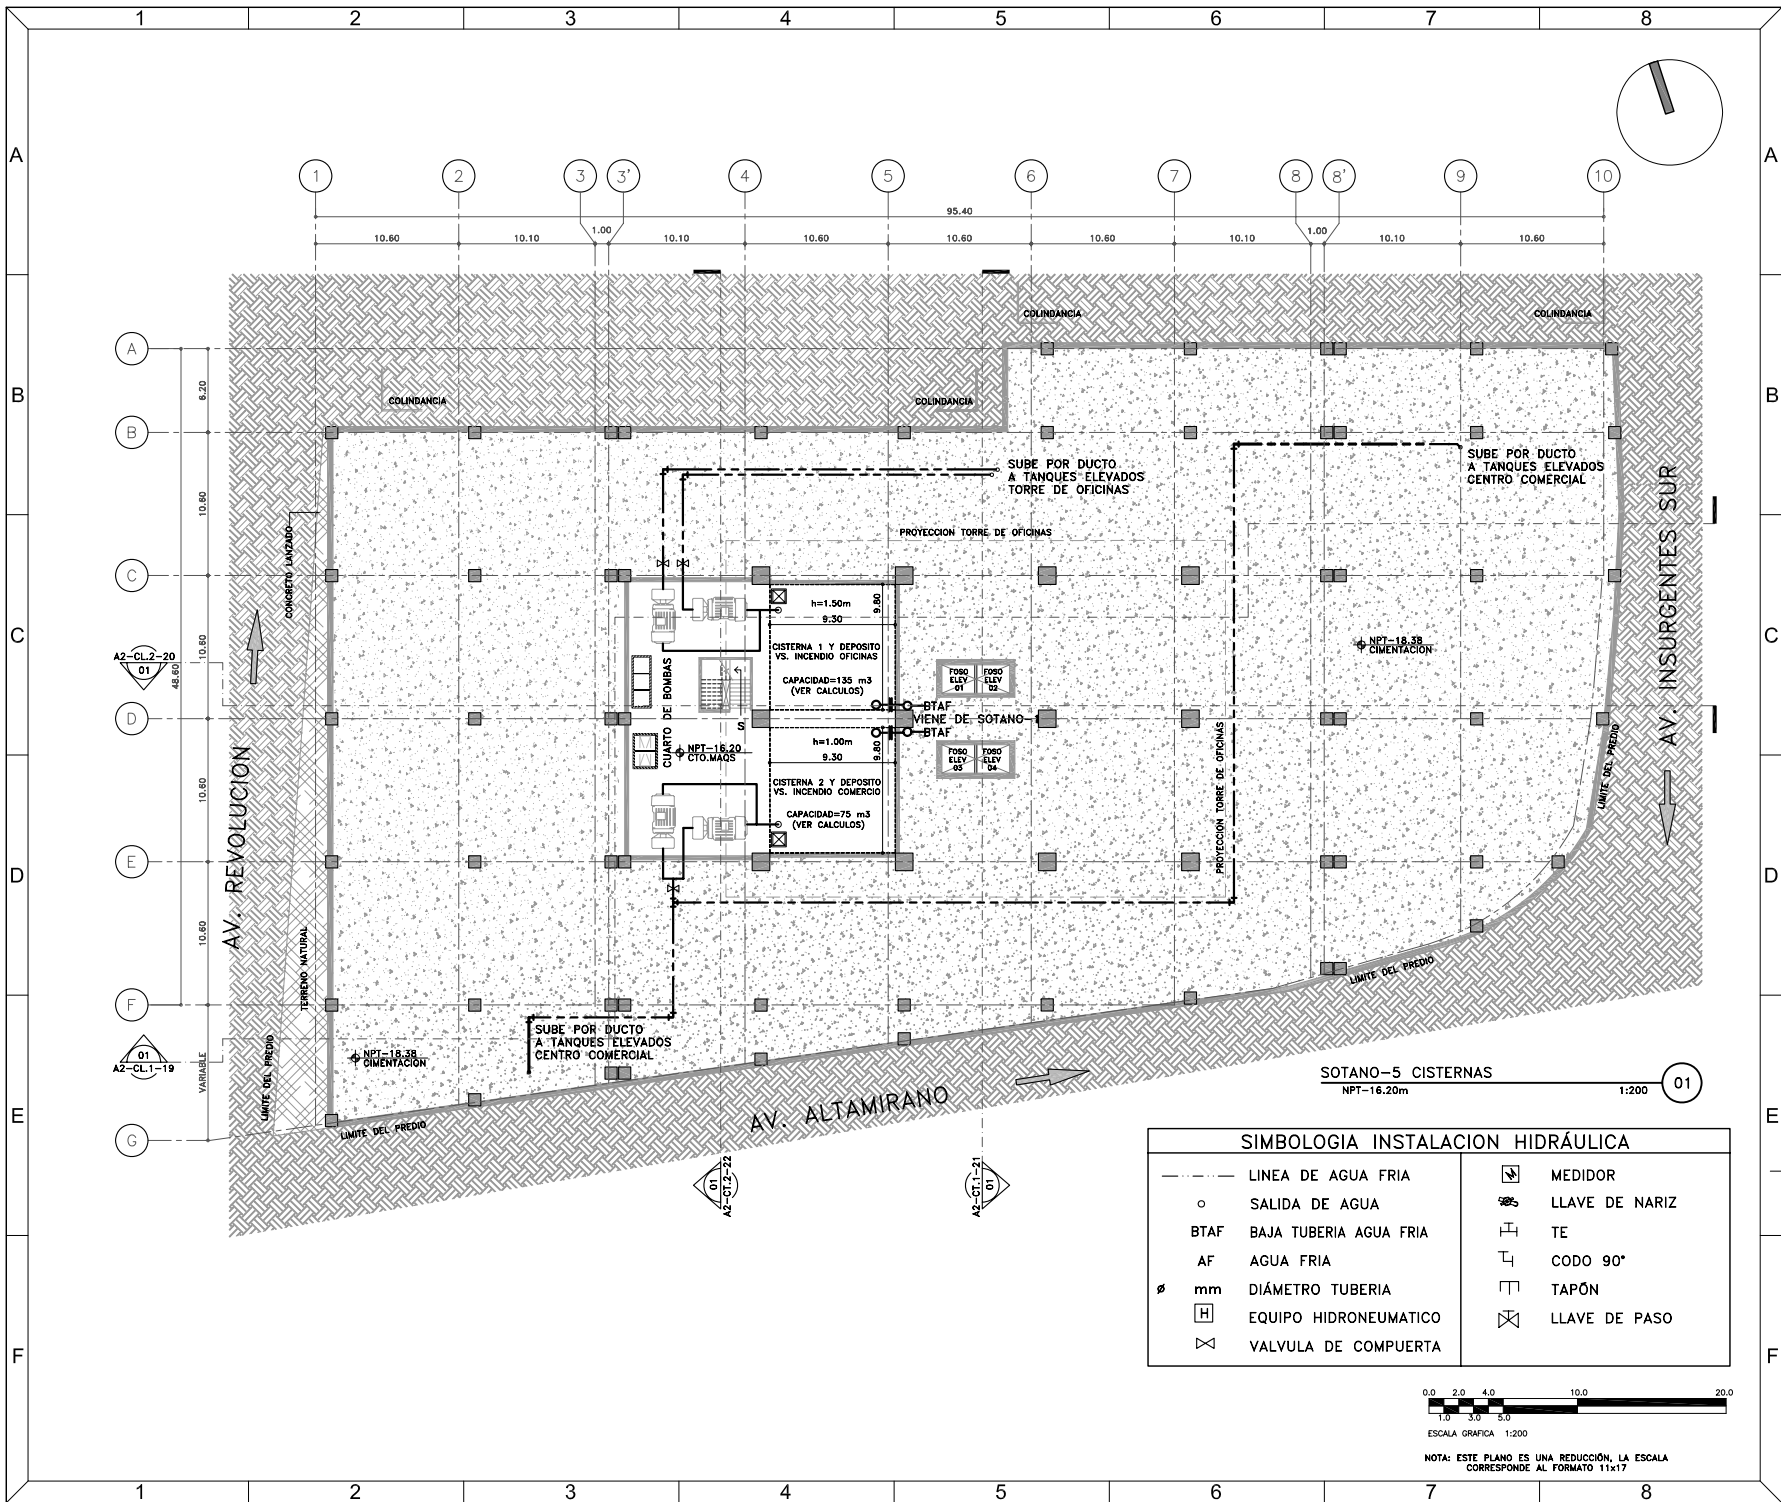 1 2 3 4 5 6 7 8
A A
B B
C C
D D
E E
F F
1 2 3 3' 4 5 6 7 8 8' 9 10
95.40
10.60 10.10 1.00 10.10 10.60 10.60 10.60 10.10 1.00 10.10 10.60
A
B
C
D
E
F
G
6.20
10.60
10.60
10.60
10.60
48.60
VARIABLE
COLINDANCIA
COLINDANCIA
COLINDANCIA
COLINDANCIA
SUBE POR DUCTO
A TANQUES ELEVADOS
TORRE DE OFICINAS
SUBE POR DUCTO
A TANQUES ELEVADOS
CENTRO COMERCIAL
PROYECCION TORRE DE OFICINAS
CONCRETO LANZADO
AV. INSURGENTES SUR
A2-CL.2-20
01
h=1.50m
9.30
9.80
CISTERNA 1 Y DEPOSITO
VS. INCENDIO OFICINAS
CAPACIDAD=135 m3
(VER CALCULOS)
CUARTO DE BOMBAS
S
NPT-16.20
CTO.MAQS
BTAF
VIENE DE SOTANO-1
BTAF
FOSO
ELEV
01
FOSO
ELEV
02
FOSO
ELEV
03
FOSO
ELEV
04
h=1.00m
9.30
9.80
CISTERNA 2 Y DEPOSITO
VS. INCENDIO COMERCIO
CAPACIDAD=75 m3
(VER CALCULOS)
NPT-18.38
CIMENTACION
PROYECCION TORRE DE OFICINAS
LIMITE DEL PREDIO
AV. REVOLUCION
TERRENO NATURAL
LIMITE DEL PREDIO
LIMITE DEL PREDIO
SUBE POR DUCTO
A TANQUES ELEVADOS
CENTRO COMERCIAL
NPT-18.38
CIMENTACION
01
A2-CL.1-19
LIMITE DEL PREDIO
AV. ALTAMIRANO
01
A2-CT.2-22
A2-CT.1-21
01
SOTANO-5 CISTERNAS
NPT-16.20m 1:200
01
SIMBOLOGIA INSTALACION HIDRÁULICA
LINEA DE AGUA FRIA
SALIDA DE AGUA
BTAF BAJA TUBERIA AGUA FRIA
AF AGUA FRIA
ø mm DIÁMETRO TUBERIA
H EQUIPO HIDRONEUMATICO
VALVULA DE COMPUERTA
MEDIDOR
LLAVE DE NARIZ
TE
CODO 90°
TAPÓN
LLAVE DE PASO
0.0 2.0 4.0 10.0 20.0
1.0 3.0 5.0
ESCALA GRAFICA 1:200
NOTA: ESTE PLANO ES UNA REDUCCIÓN, LA ESCALA
CORRESPONDE AL FORMATO 11x17
1 2 3 4 5 6 7 8